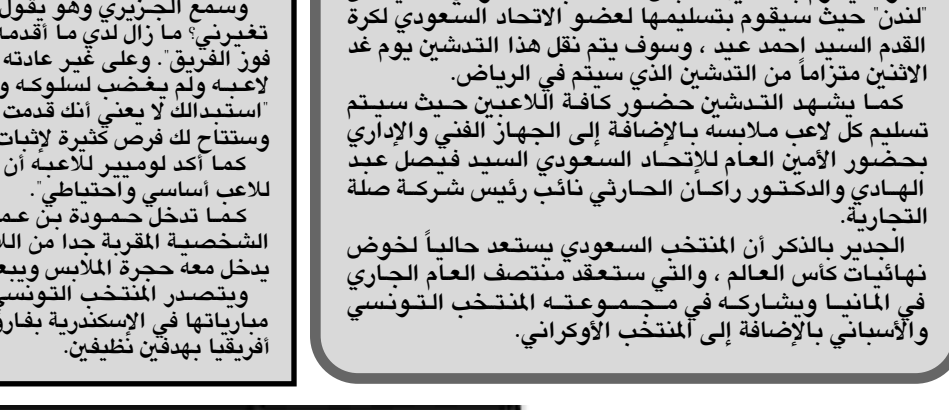 "لندن" حيث سيقوم بتسليمها لعضو الاتحاد السعودي لكرة
القدم السيد احمد عيد ، وسوف يتم نقل هذا التدشين يوم غد
الاثنين متزاماً من التدشين الذي سيتم في الرياض.
كما يشهد التدشين حضور كافة اللاعبين حيث سيتم
تسليم كل لاعب ملابسه بالإضافة إلى الجهاز الفني والإداري
بحضور الأمين العام للإتحاد السعودي السيد فيصل عبد
الهادي والدكتور راكان الحارثي نائب رئيس شركة صلة
التجارية.
الجدير بالذكر أن المنتخب السعودي يستعد حالياً لخوض
نهائيات كأس العالم ، والتي ستعقد منتصف العام الجاري
في المانيا ويشاركه في مجموعته المنتخب التونسي
والأسباني بالإضافة إلى المنتخب الأوكراني.
وسمع الجزيري وهو يقول
تغيرني؟ ما زال لدي ما أقدمه
فوز الفريق". وعلى غير عادته
لاعبه ولم يغضب لسلوكه و
"استبدالك لا يعني أنك قدمت
وستتاح لك فرص كثيرة لإثبات
كما أكد لوميير للاعبه أن
للاعب أساسي واحتياطي".
كما تدخل حمودة بن عم
الشخصية المقربة جدا من اللا
يدخل معه حجرة الملابس ويبع
ويتصدر المنتخب التونسي
مبارياتها في الإسكندرية بفارق
أفريقيا بهدفين نظيفين.